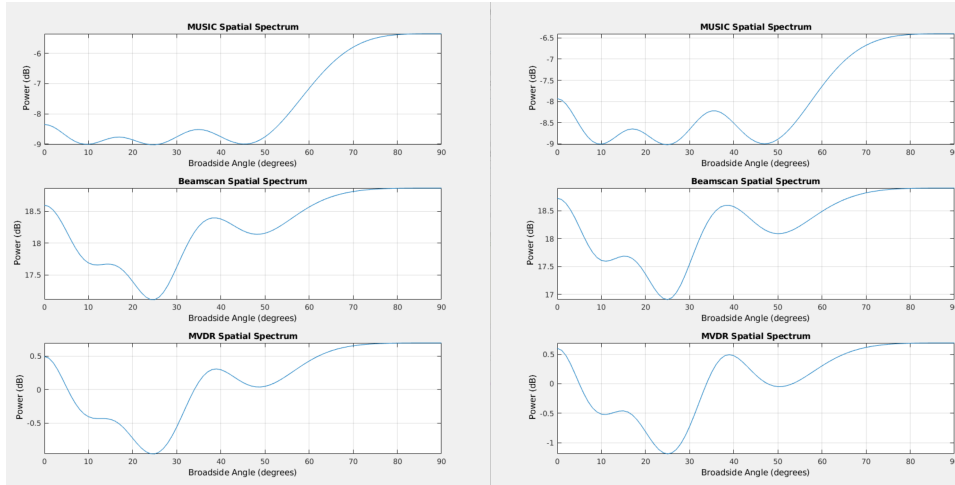 MUSIC Spatial Spectrum
Power (dB)
-6
-7
-8
-9
0 10 20 30 40 50 60 70 80 90
Broadside Angle (degrees)
Beamscan Spatial Spectrum
Power (dB)
18.5
18
17.5
0 10 20 30 40 50 60 70 80 90
Broadside Angle (degrees)
MVDR Spatial Spectrum
Power (dB)
0.5
0
-0.5
0 10 20 30 40 50 60 70 80 90
Broadside Angle (degrees)
MUSIC Spatial Spectrum
Power (dB)
-6.5
-7
-7.5
-8
-8.5
-9
0 10 20 30 40 50 60 70 80 90
Broadside Angle (degrees)
Beamscan Spatial Spectrum
Power (dB)
18.5
18
17.5
17
0 10 20 30 40 50 60 70 80 90
Broadside Angle (degrees)
MVDR Spatial Spectrum
Power (dB)
0.5
0
-0.5
-1
0 10 20 30 40 50 60 70 80 90
Broadside Angle (degrees)